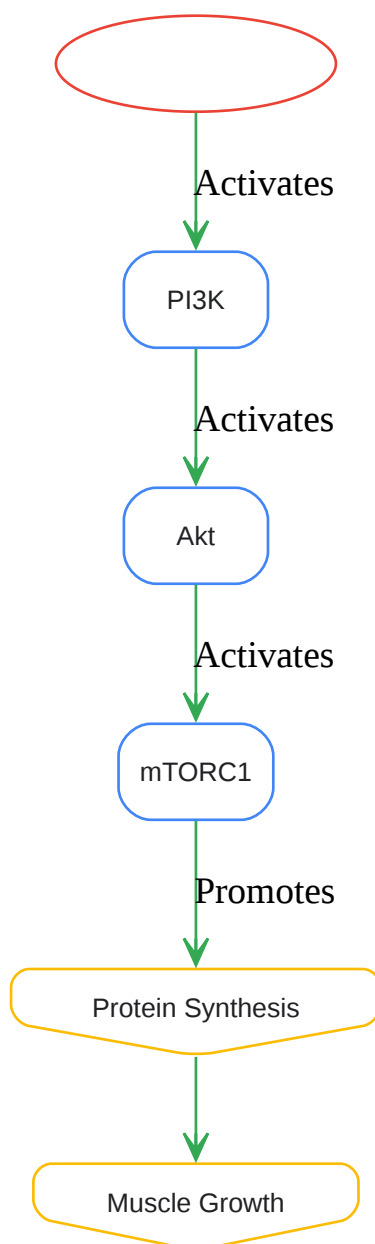 Activates
PI3K
Activates
Akt
Activates
mTORC1
Promotes
Protein Synthesis
Muscle Growth